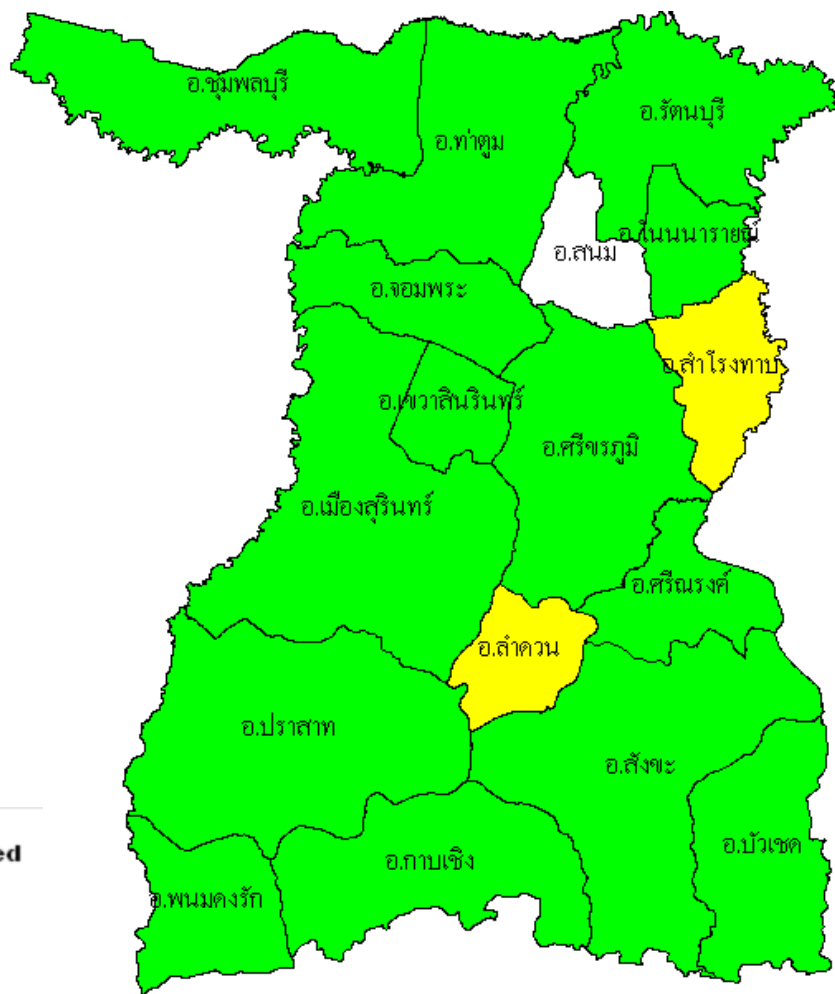 อ.ชุมพลบุรี
อ.รัตนบุรี
อ.ท่าตูม
อ.โนนนารายณ์
อ.สนม
อ.จอมพระ
อ.สำโรงทาบ
อ.เขวาสินรินทร์
อ.ศรีขรภูมิ
อ.เมืองสุรินทร์
อ.ศรีณรงค์
อ.ลำดวน
อ.ปราสาท
อ.สังขะ
อ.บัวเชด
ed
อ.กาบเชิง
อ.พนมดงรัก